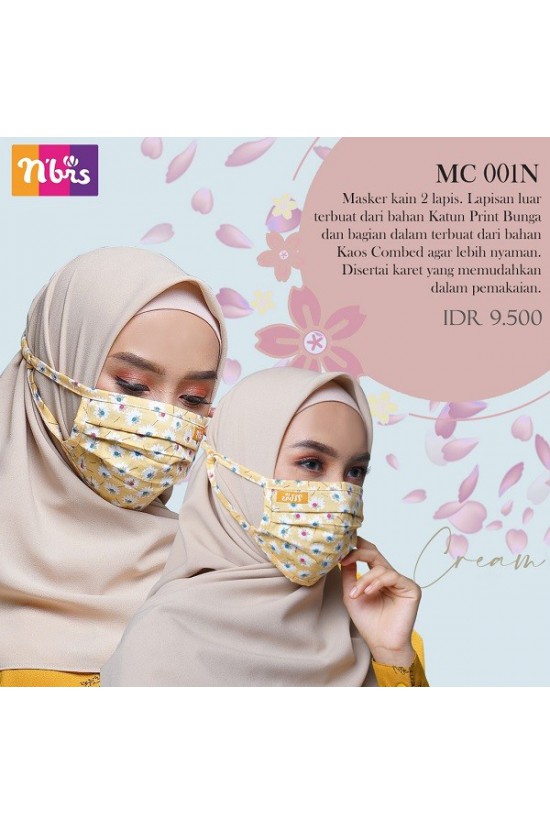 n'brs
MC 001N
Masker kain 2 lapis. Lapisan luar
terbuat dari bahan Katun Print Bunga
dan bagian dalam terbuat dari bahan
Kaos Combed agar lebih nyaman.
Disertai karet yang memudahkan
dalam pemakaian.
IDR 9.500
Cream